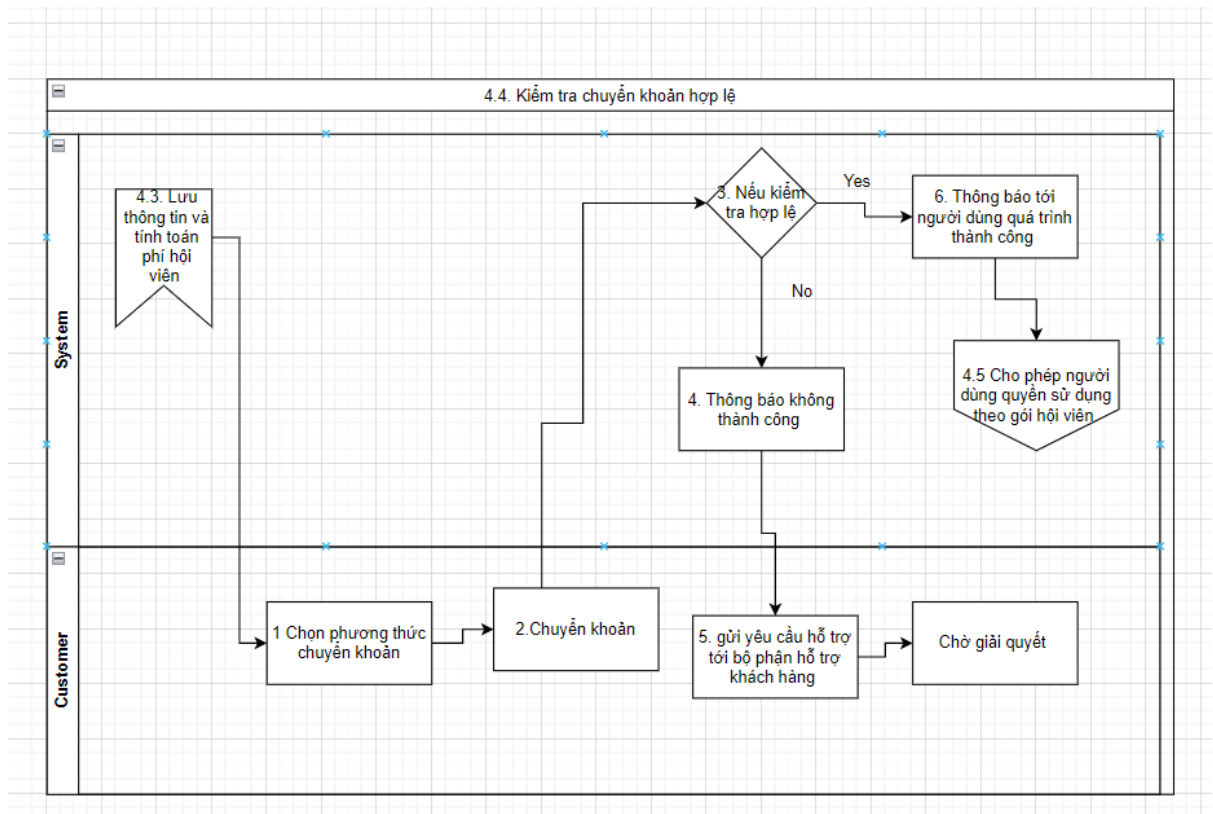 4.4. Kiểm tra chuyển khoản hợp lệ
System
4.3. Lưu
thông tin và
tính toán
phí hội
viên
3. Nếu kiểm
tra hợp lệ
Yes
6. Thông báo tới
người dùng quá trình
thành công
No
4. Thông báo không
thành công
4.5 Cho phép người
dùng quyền sử dụng
theo gói hội viên
Customer
1 Chọn phương thức
chuyển khoản
2.Chuyển khoản
5. gửi yêu cầu hỗ trợ
tới bộ phận hỗ trợ
khách hàng
Chờ giải quyết